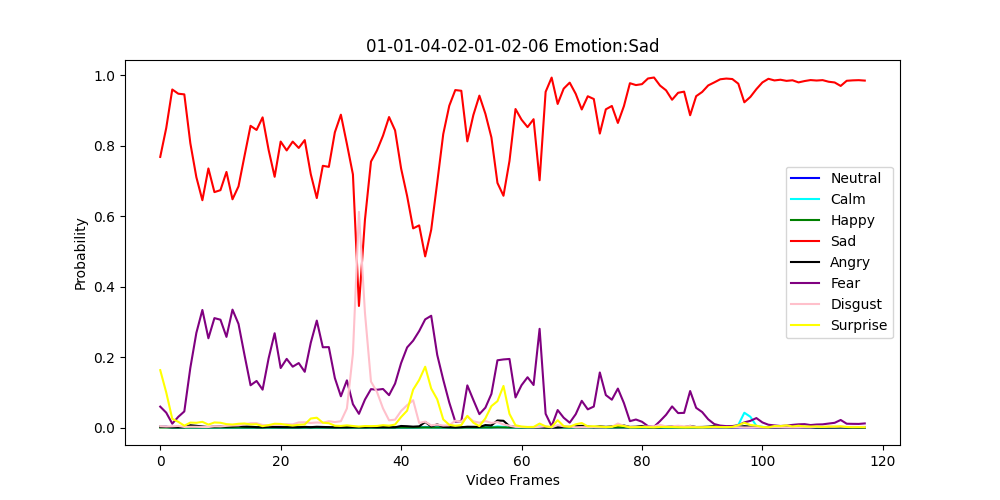 01-01-04-02-01-02-06 Emotion:Sad
1.0
0.8
0.6
0.4
0.2
0.0
Probability
0
20
40
60
80
100
120
Video Frames
Neutral
Calm
Happy
Sad
Angry
Fear
Disgust
Surprise